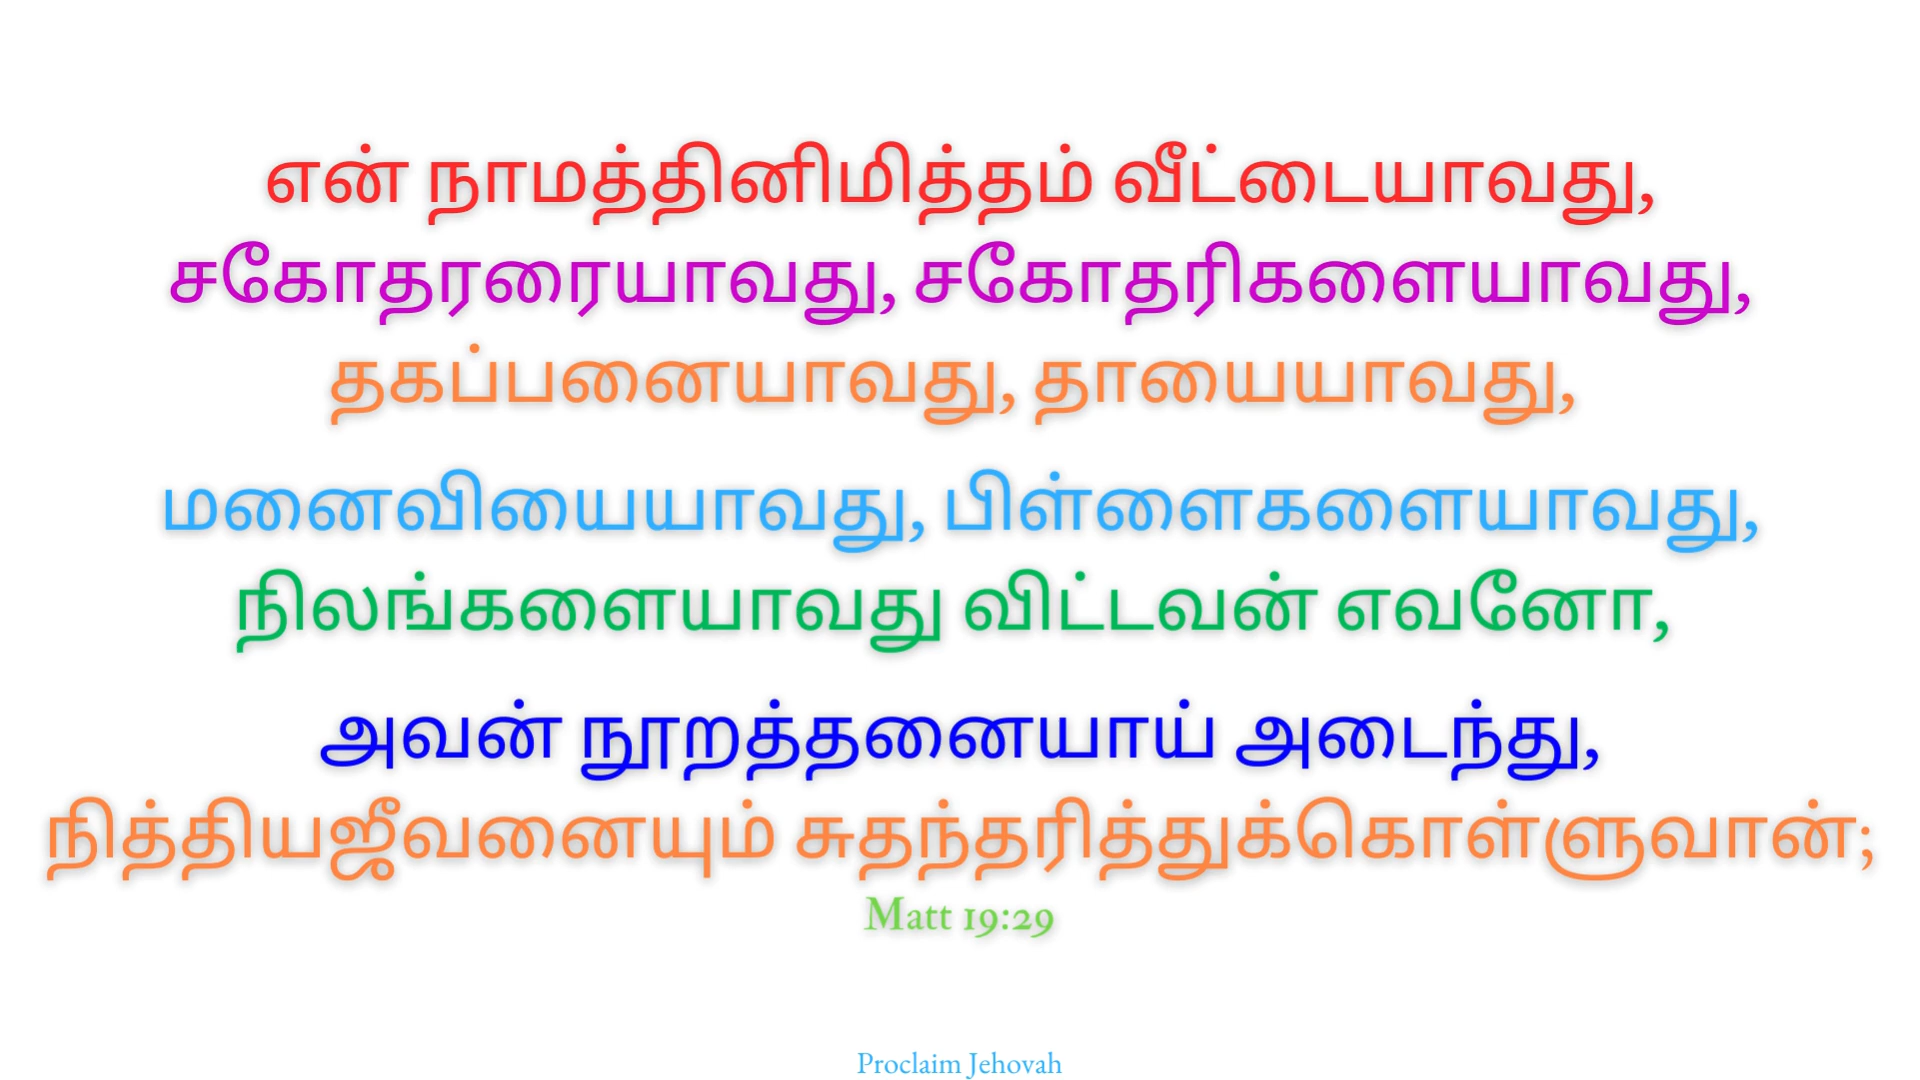 என் நாமத்தினிமித்தம் வீட்டையாவது,
சகோதரரையாவது, சகோதரிகளையாவது,
தகப்பனையாவது, தாயையாவது,
மனைவியையாவது, பிள்ளைகளையாவது,
நிலங்களையாவது விட்டவன் எவனோ,
அவன் நூறத்தனையாய் அடைந்து,
நித்தியஜீவனையும் சுதந்தரித்துக்கொள்ளுவான்;
Matt 19:29
Proclaim Jehovah